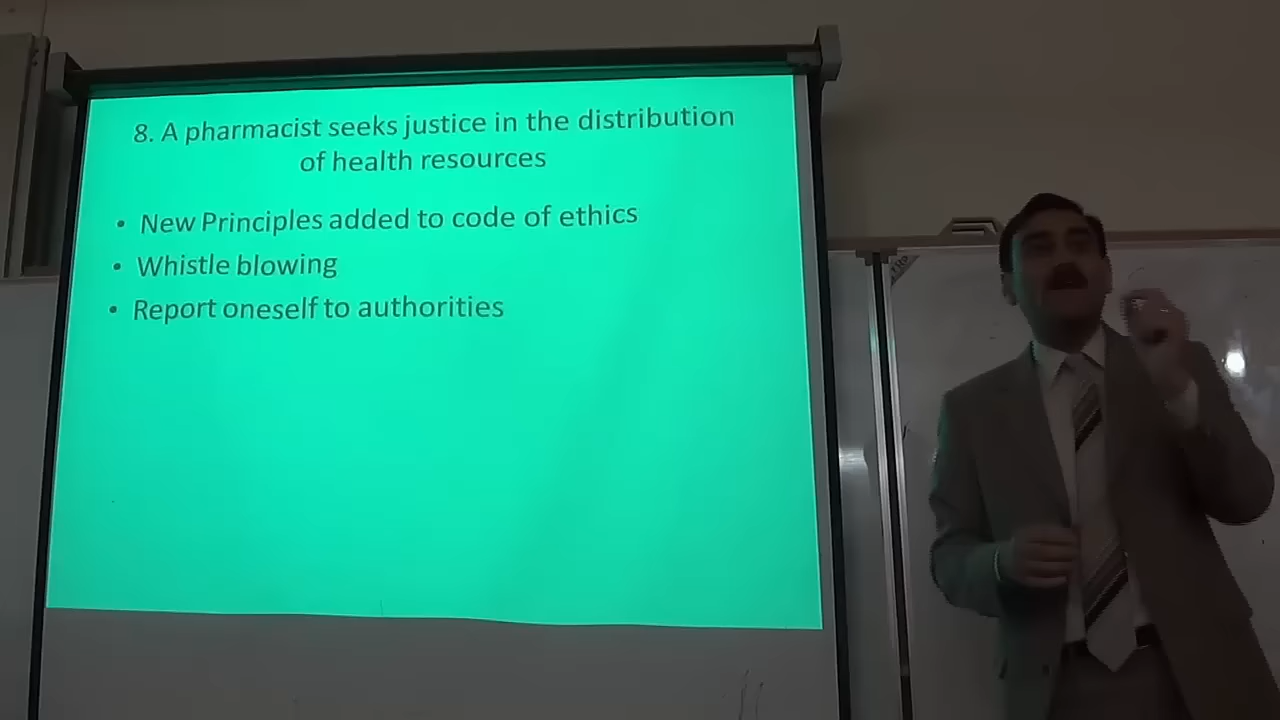 8. A pharmacist seeks justice in the distribution
of health resources
• New Principles added to code of ethics
• Whistle blowing
• Report oneself to authorities